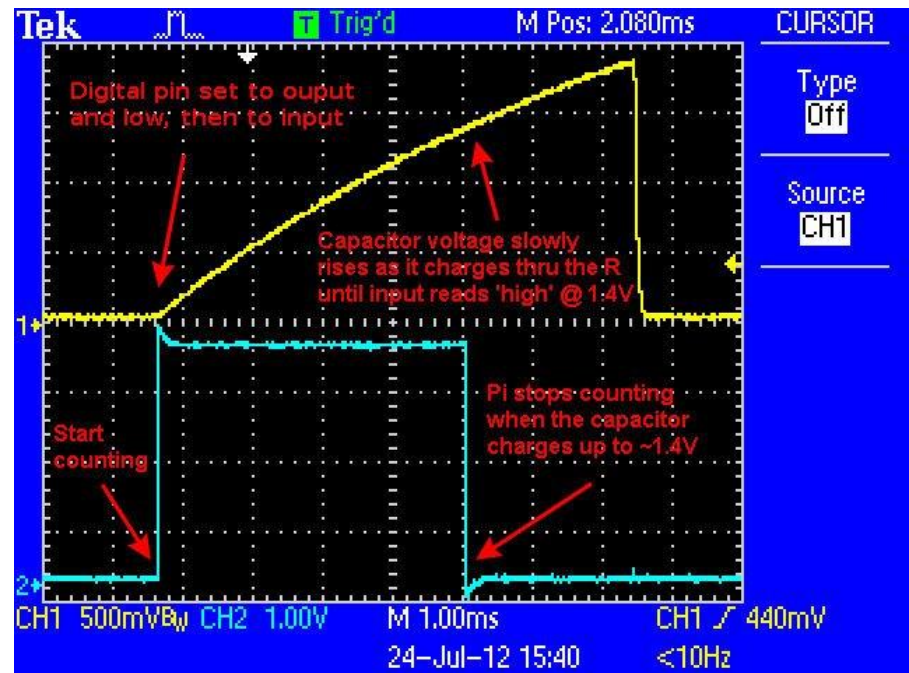 Tek T Trig'd M Pos: 2.080ms CURSOR
Type
Off
Source
CH1
Digital pin set to ouput
and low, then to input
Capacitor voltage slowly
rises as it charges thru the R
until input reads 'high' @ 1.4V
1
Start
counting
Pi stops counting
when the capacitor
charges up to ~1.4V
2
CH1 500mVBW CH2 1.00V M 1.00ms CH1 440mV
24-Jul-12 15:40 <10Hz